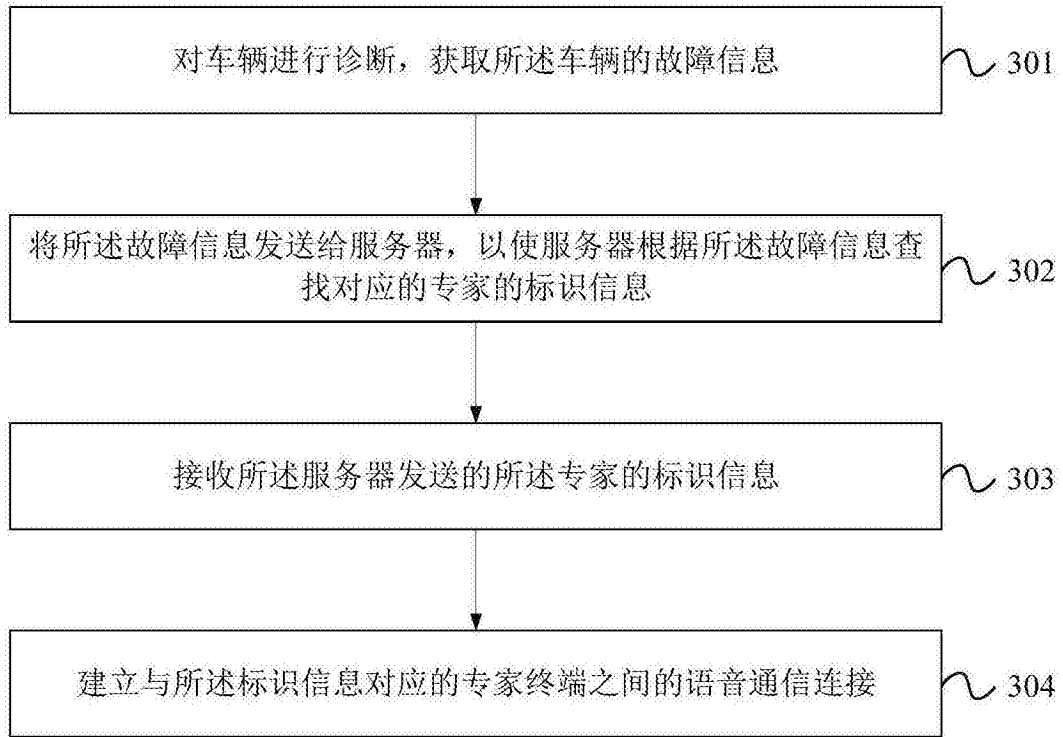 对车辆进行诊断，获取所述车辆的故障信息
301
将所述故障信息发送给服务器，以使服务器根据所述故障信息查
找对应的专家的标识信息
302
接收所述服务器发送的所述专家的标识信息
303
建立与所述标识信息对应的专家终端之间的语音通信连接
304